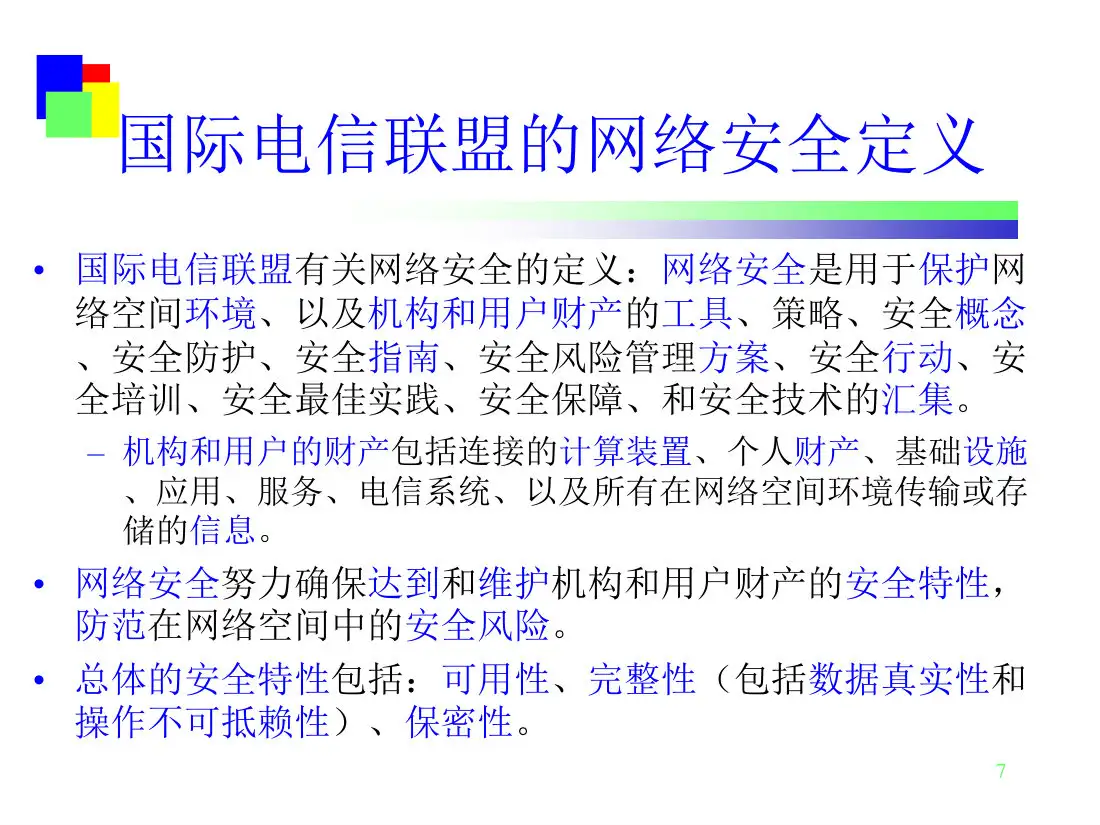 国际电信联盟的网络安全定义
• 国际电信联盟有关网络安全的定义：网络安全是用于保护网
络空间环境、以及机构和用户财产的工具、策略、安全概念
、安全防护、安全指南、安全风险管理方案、安全行动、安
全培训、安全最佳实践、安全保障、和安全技术的汇集。
– 机构和用户的财产包括连接的计算装置、个人财产、基础设施
、应用、服务、电信系统、以及所有在网络空间环境传输或存
储的信息。
• 网络安全努力确保达到和维护机构和用户财产的安全特性，
防范在网络空间中的安全风险。
• 总体的安全特性包括：可用性、完整性（包括数据真实性和
操作不可抵赖性）、保密性。
7